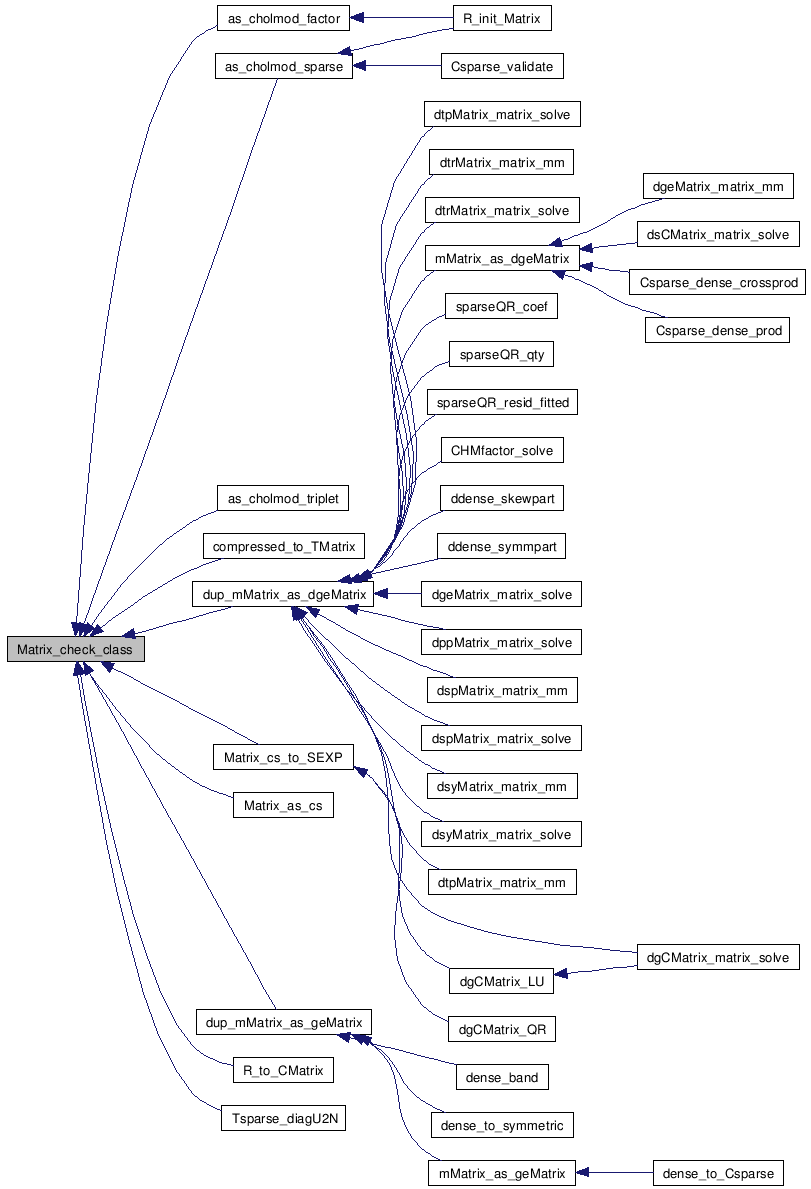 as_cholmod_factor
R_init_Matrix
as_cholmod_sparse
Csparse_validate
dtpMatrix_matrix_solve
dtrMatrix_matrix_mm
dgeMatrix_matrix_mm
dtrMatrix_matrix_solve
dsCMatrix_matrix_solve
mMatrix_as_dgeMatrix
Csparse_dense_crossprod
sparseQR_coef
Csparse_dense_prod
sparseQR_qty
sparseQR_resid_fitted
CHMfactor_solve
as_cholmod_triplet
ddense_skewpart
compressed_to_TMatrix
ddense_symmpart
dup_mMatrix_as_dgeMatrix
dgeMatrix_matrix_solve
Matrix_check_class
dppMatrix_matrix_solve
dspMatrix_matrix_mm
dspMatrix_matrix_solve
Matrix_cs_to_SEXP
dsyMatrix_matrix_mm
Matrix_as_cs
dsyMatrix_matrix_solve
dtpMatrix_matrix_mm
dgCMatrix_matrix_solve
dgCMatrix_LU
dup_mMatrix_as_geMatrix
dgCMatrix_QR
R_to_CMatrix
dense_band
Tsparse_diagU2N
dense_to_symmetric
mMatrix_as_geMatrix
dense_to_Csparse